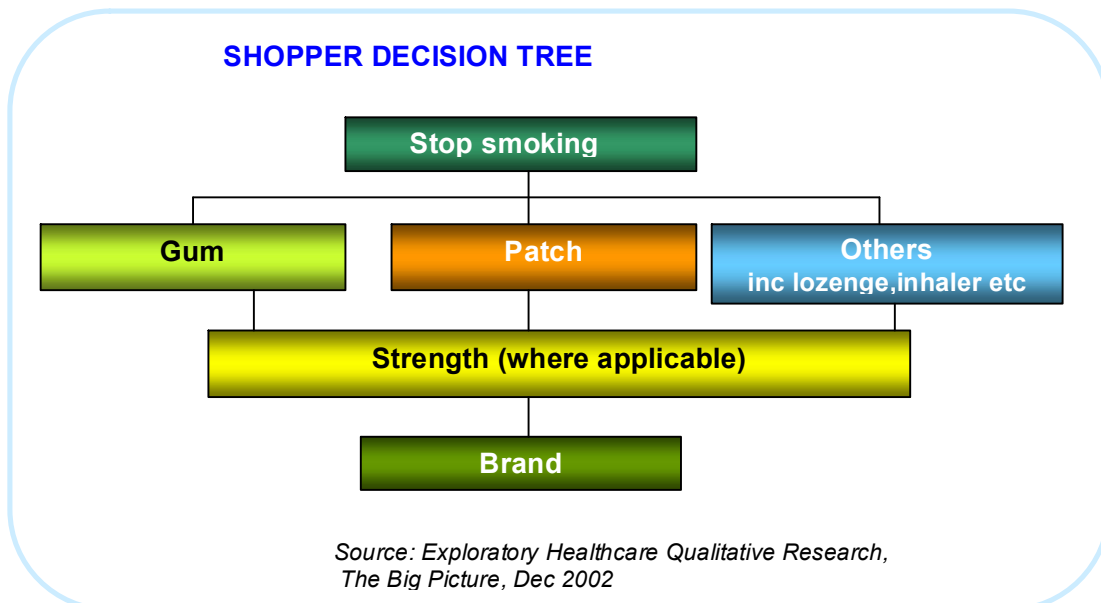 SHOPPER DECISION TREE
Stop smoking
Gum
Patch
Others
inc lozenge,inhaler etc
Strength (where applicable)
Brand
Source: Exploratory Healthcare Qualitative Research,
The Big Picture, Dec 2002